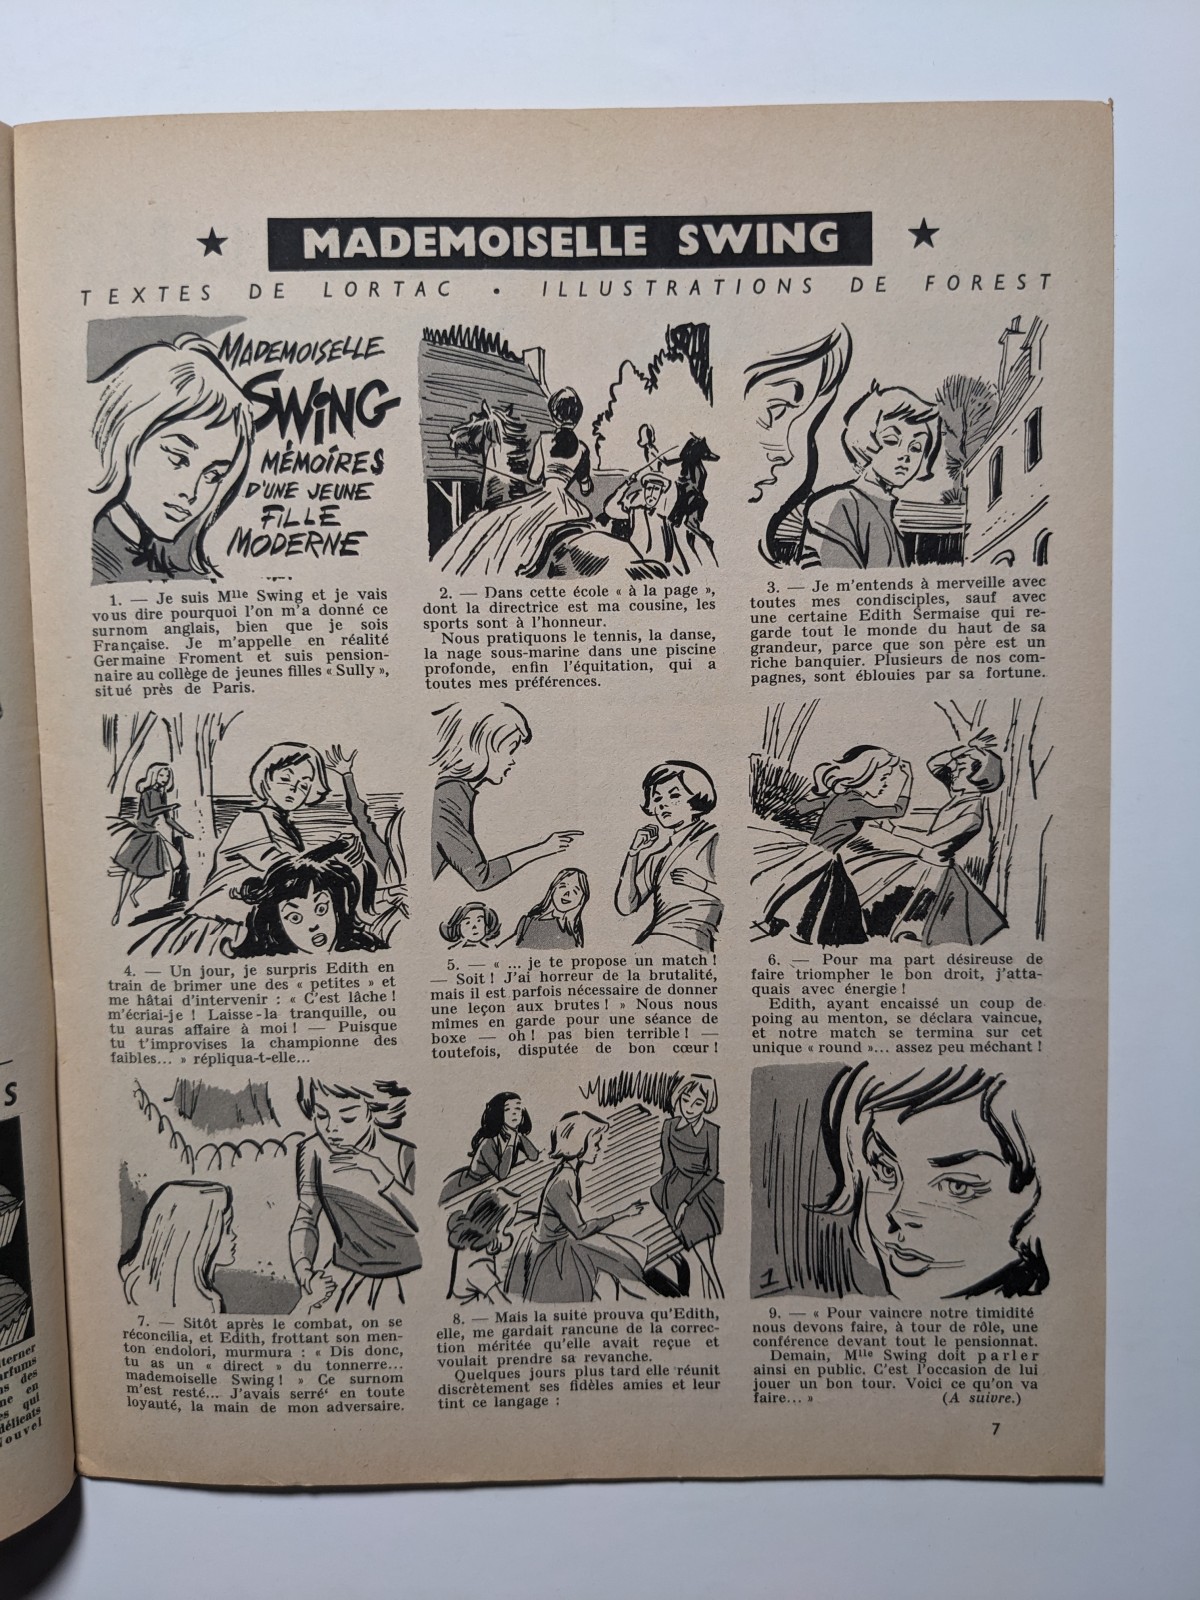 MADEMOISELLE SWING
TEXTES DE LORTAC • ILLUSTRATIONS DE FOREST
MADEMOISELLE
SWING
MÉMOIRES
D'UNE JEUNE
FILLE
MODERNE
1. — Je suis Mlle Swing et je vais
vous dire pourquoi l'on m'a donné ce
surnom anglais, bien que je sois
Française. Je m'appelle en réalité
Germaine Froment et suis pension-
naire au collège de jeunes filles « Sully »,
situé près de Paris.
2. — Dans cette école « à la page »,
dont la directrice est ma cousine, les
sports sont à l'honneur.
Nous pratiquons le tennis, la danse,
la nage sous-marine dans une piscine
profonde, enfin l'équitation, qui a
toutes mes préférences.
3. — Je m'entends à merveille avec
toutes mes condisciples, sauf avec
une certaine Edith Sermaise qui re-
garde tout le monde du haut de sa
grandeur, parce que son père est un
riche banquier. Plusieurs de nos com-
pagnes, sont éblouies par sa fortune.
4. — Un jour, je surpris Edith en
train de brimer une des « petites » et
me hâtai d'intervenir : « C'est lâche !
m'écriai-je ! Laisse-la tranquille, ou
tu auras affaire à moi ! — Puisque
tu t'improvises la championne des
faibles... » répliqua-t-elle...
5. — « ... je te propose un match !
— Soit ! J'ai horreur de la brutalité,
mais il est parfois nécessaire de donner
une leçon aux brutes ! » Nous nous
mîmes en garde pour une séance de
boxe — oh ! pas bien terrible ! —
toutefois, disputée de bon cœur !
6. — Pour ma part désireuse de
faire triompher le bon droit, j'atta-
quais avec énergie !
Edith, ayant encaissé un coup de
poing au menton, se déclara vaincue,
et notre match se termina sur cet
unique « round »... assez peu méchant !
7. — Sitôt après le combat, on se
réconcilia, et Edith, frottant son men-
ton endolori, murmura : « Dis donc,
tu as un « direct » du tonnerre...
mademoiselle Swing ! » Ce surnom
m'est resté... J'avais serré en toute
loyauté, la main de mon adversaire.
8. — Mais la suite prouva qu'Edith,
elle, me gardait rancune de la correc-
tion méritée qu'elle avait reçue et
voulait prendre sa revanche.
Quelques jours plus tard elle réunit
discrètement ses fidèles amies et leur
tint ce langage :
1
9. — « Pour vaincre notre timidité
nous devons faire, à tour de rôle, une
conférence devant tout le pensionnat.
Demain, Mlle Swing doit parler
ainsi en public. C'est l'occasion de lui
jouer un bon tour. Voici ce qu'on va
faire... » (A suivre.)
7
S
terner
rfums
ns des
ne en
es qui
délicats
Nouvel